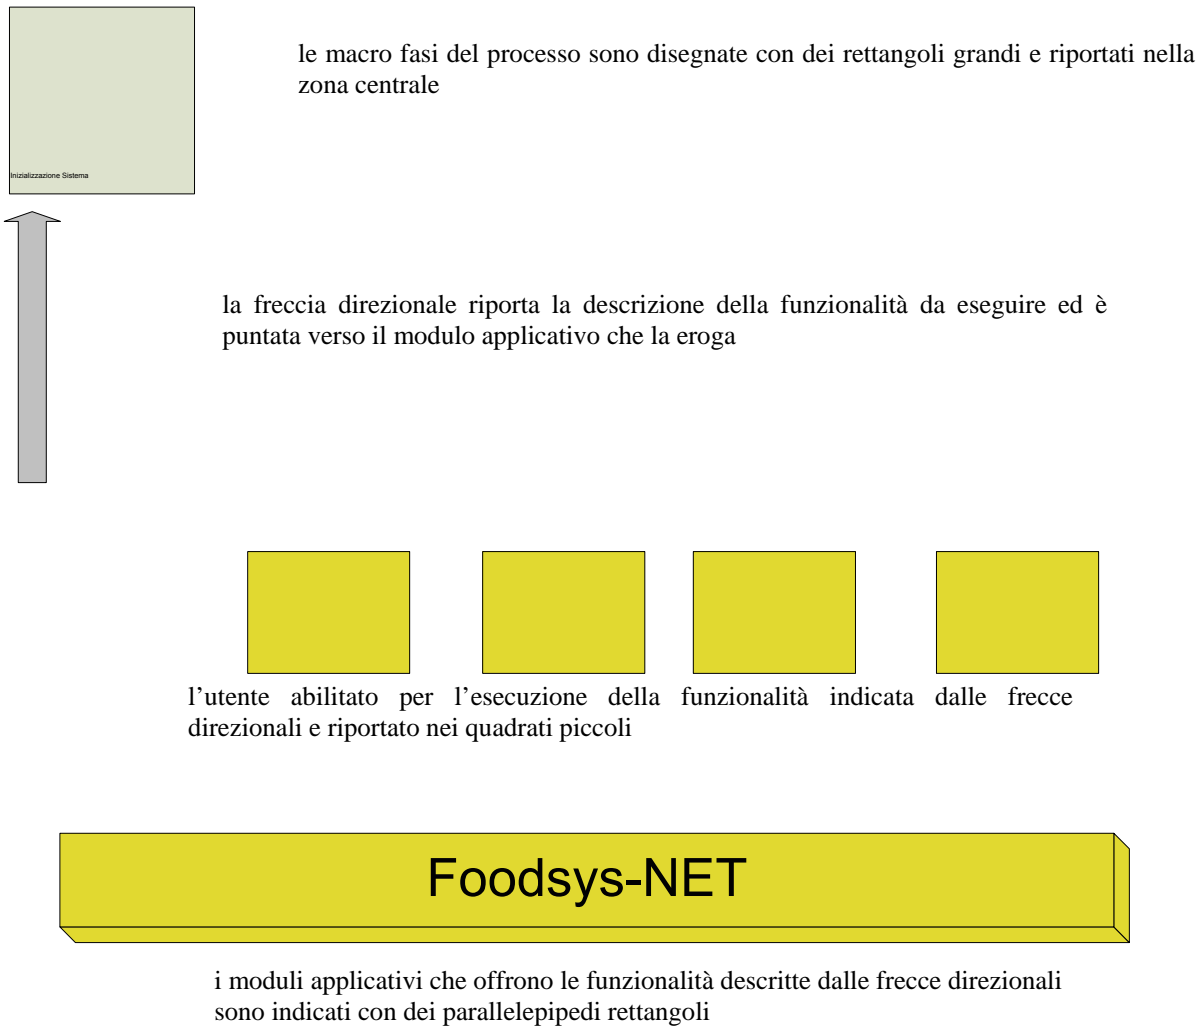 le macro fasi del processo sono disegnate con dei rettangoli grandi e riportati nella
zona centrale
Inizializzazione Sistema
la freccia direzionale riporta la descrizione della funzionalità da eseguire ed è
puntata verso il modulo applicativo che la eroga
l’utente abilitato per l’esecuzione della funzionalità indicata dalle frecce
direzionali e riportato nei quadrati piccoli
Foodsys-NET
i moduli applicativi che offrono le funzionalità descritte dalle frecce direzionali
sono indicati con dei parallelepipedi rettangoli